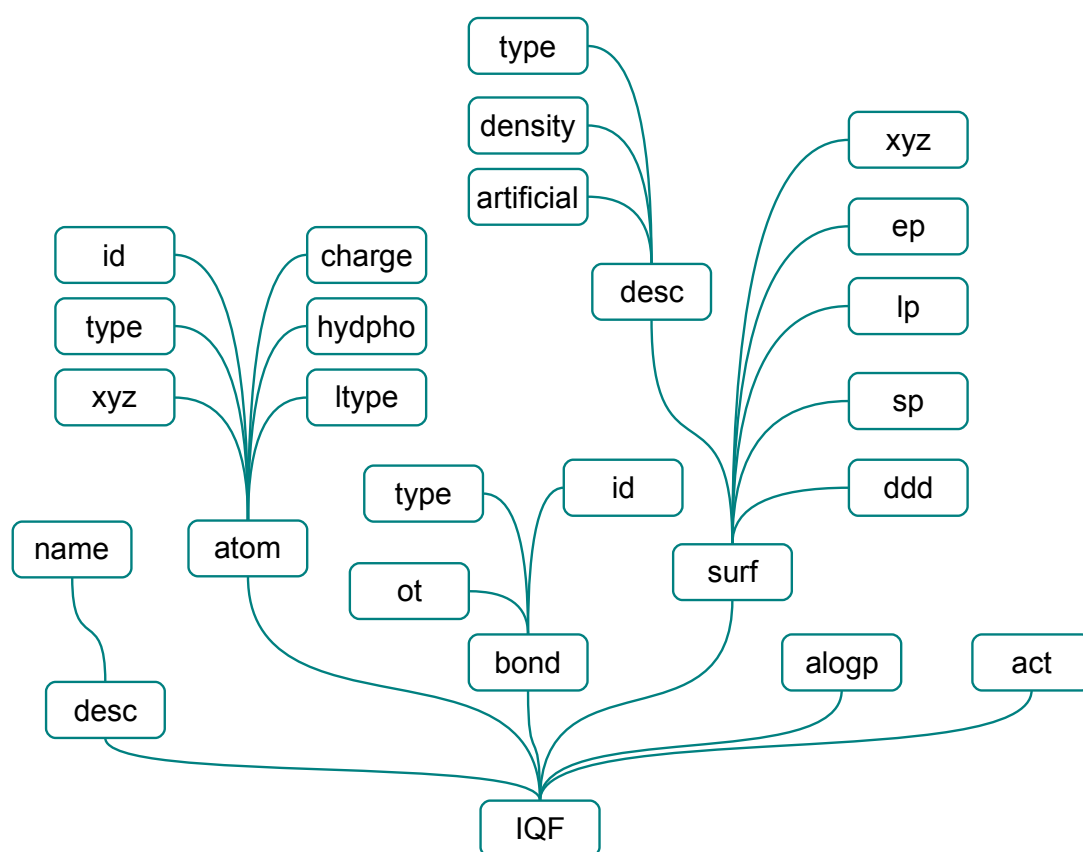 type
density
xyz
artificial
ep
id
charge
desc
lp
type
hydpho
xyz
ltype
sp
type
id
ddd
name
atom
surf
ot
bond
alogp
act
desc
IQF